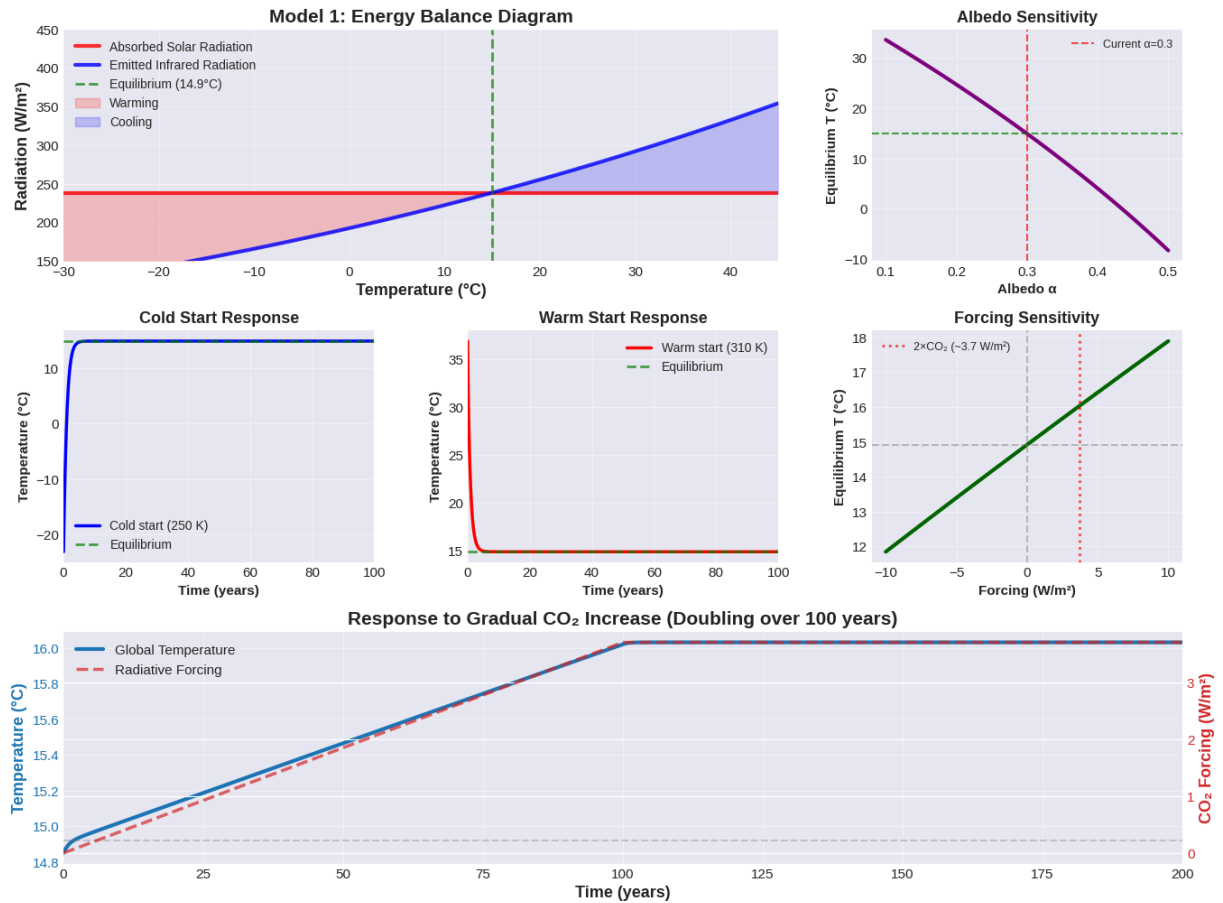 Model 1: Energy Balance Diagram
Radiation (W/m²)
450
400
350
300
250
200
150
Absorbed Solar Radiation
Emitted Infrared Radiation
Equilibrium (14.9°C)
Warming
Cooling
−30 −20 −10 0 10 20 30 40
Temperature (°C)
Albedo Sensitivity
Equilibrium T (°C)
30
20
10
0
−10
Current α=0.3
0.1 0.2 0.3 0.4 0.5
Albedo α
Cold Start Response
Temperature (°C)
10
0
−10
−20
Cold start (250 K)
Equilibrium
0 20 40 60 80 100
Time (years)
Warm Start Response
Temperature (°C)
35
30
25
20
15
Warm start (310 K)
Equilibrium
0 20 40 60 80 100
Time (years)
Forcing Sensitivity
Equilibrium T (°C)
18
17
16
15
14
13
12
2×CO₂ (~3.7 W/m²)
−10 −5 0 5 10
Forcing (W/m²)
Response to Gradual CO₂ Increase (Doubling over 100 years)
Temperature (°C)
16.0
15.8
15.6
15.4
15.2
15.0
14.8
Global Temperature
Radiative Forcing
3
2
1
0
CO₂ Forcing (W/m²)
0 25 50 75 100 125 150 175 200
Time (years)